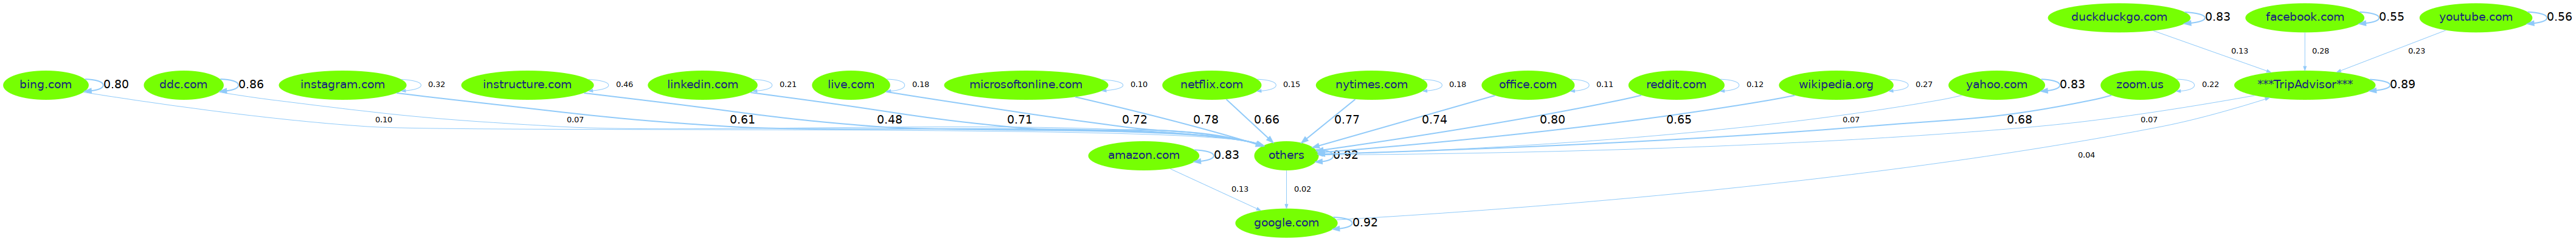 duckduckgo.com 0.83 facebook.com 0.55 youtube.com 0.56
0.13 0.28 0.23
bing.com 0.80 ddc.com 0.86 instagram.com 0.32 instructure.com 0.46 linkedin.com 0.21 live.com 0.18 microsoftonline.com 0.10 netflix.com 0.15 nytimes.com 0.18 office.com 0.11 reddit.com 0.12 wikipedia.org 0.27 yahoo.com 0.83 zoom.us 0.22 ***TripAdvisor*** 0.89
0.10 0.07 0.61 0.48 0.71 0.72 0.78 0.66 0.77 0.74 0.80 0.65 0.07 0.68 0.07
amazon.com 0.83 others 0.92 0.04
0.13 0.02
google.com 0.92